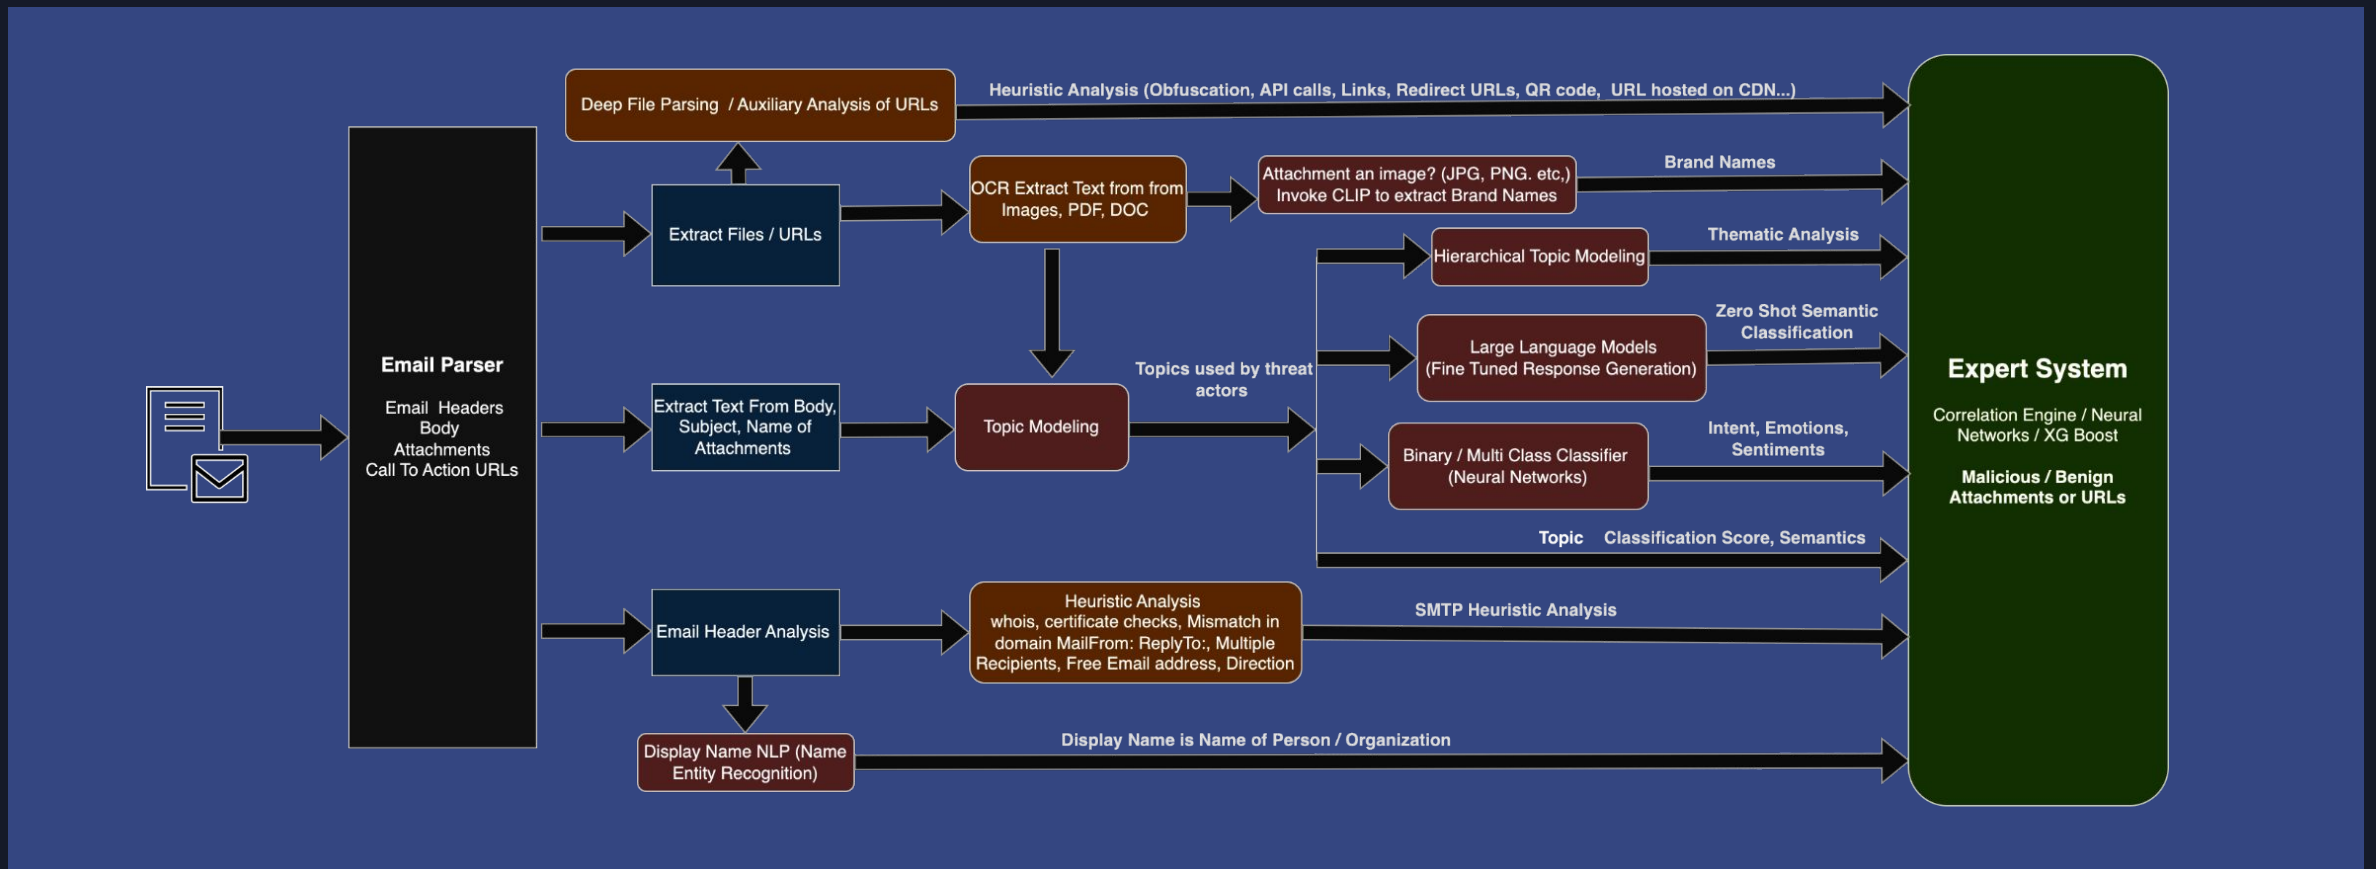 Deep File Parsing / Auxiliary Analysis of URLs
Heuristic Analysis (Obfuscation, API calls, Links, Redirect URLs, QR code, URL hosted on CDN...)
Extract Files / URLs
OCR Extract Text from from
Images, PDF, DOC
Attachment an image? (JPG, PNG. etc,)
Invoke CLIP to extract Brand Names
Brand Names
Hierarchical Topic Modeling
Thematic Analysis
Email Parser
Email Headers
Body
Attachments
Call To Action URLs
Extract Text From Body,
Subject, Name of
Attachments
Topic Modeling
Topics used by threat
actors
Large Language Models
(Fine Tuned Response Generation)
Zero Shot Semantic
Classification
Binary / Multi Class Classifier
(Neural Networks)
Intent, Emotions,
Sentiments
Topic Classification Score, Semantics
Email Header Analysis
Heuristic Analysis
whois, certificate checks, Mismatch in
domain MailFrom: ReplyTo:, Multiple
Recipients, Free Email address, Direction
SMTP Heuristic Analysis
Display Name NLP (Name
Entity Recognition)
Display Name is Name of Person / Organization
Expert System
Correlation Engine / Neural
Networks / XG Boost
Malicious / Benign
Attachments or URLs